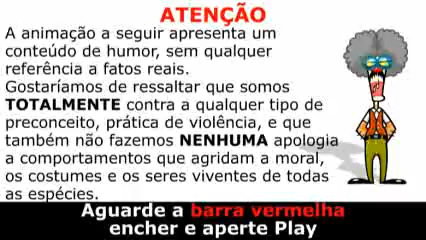 ATENÇÃO
A animação a seguir apresenta um
conteúdo de humor, sem qualquer
referência a fatos reais.
Gostaríamos de ressaltar que somos
TOTALMENTE contra a qualquer tipo de
preconceito, prática de violência, e que
também não fazemos NENHUMA apologia
a comportamentos que agridam a moral,
os costumes e os seres viventes de todas
as espécies.
Aguarde a barra vermelha
encher e aperte Play